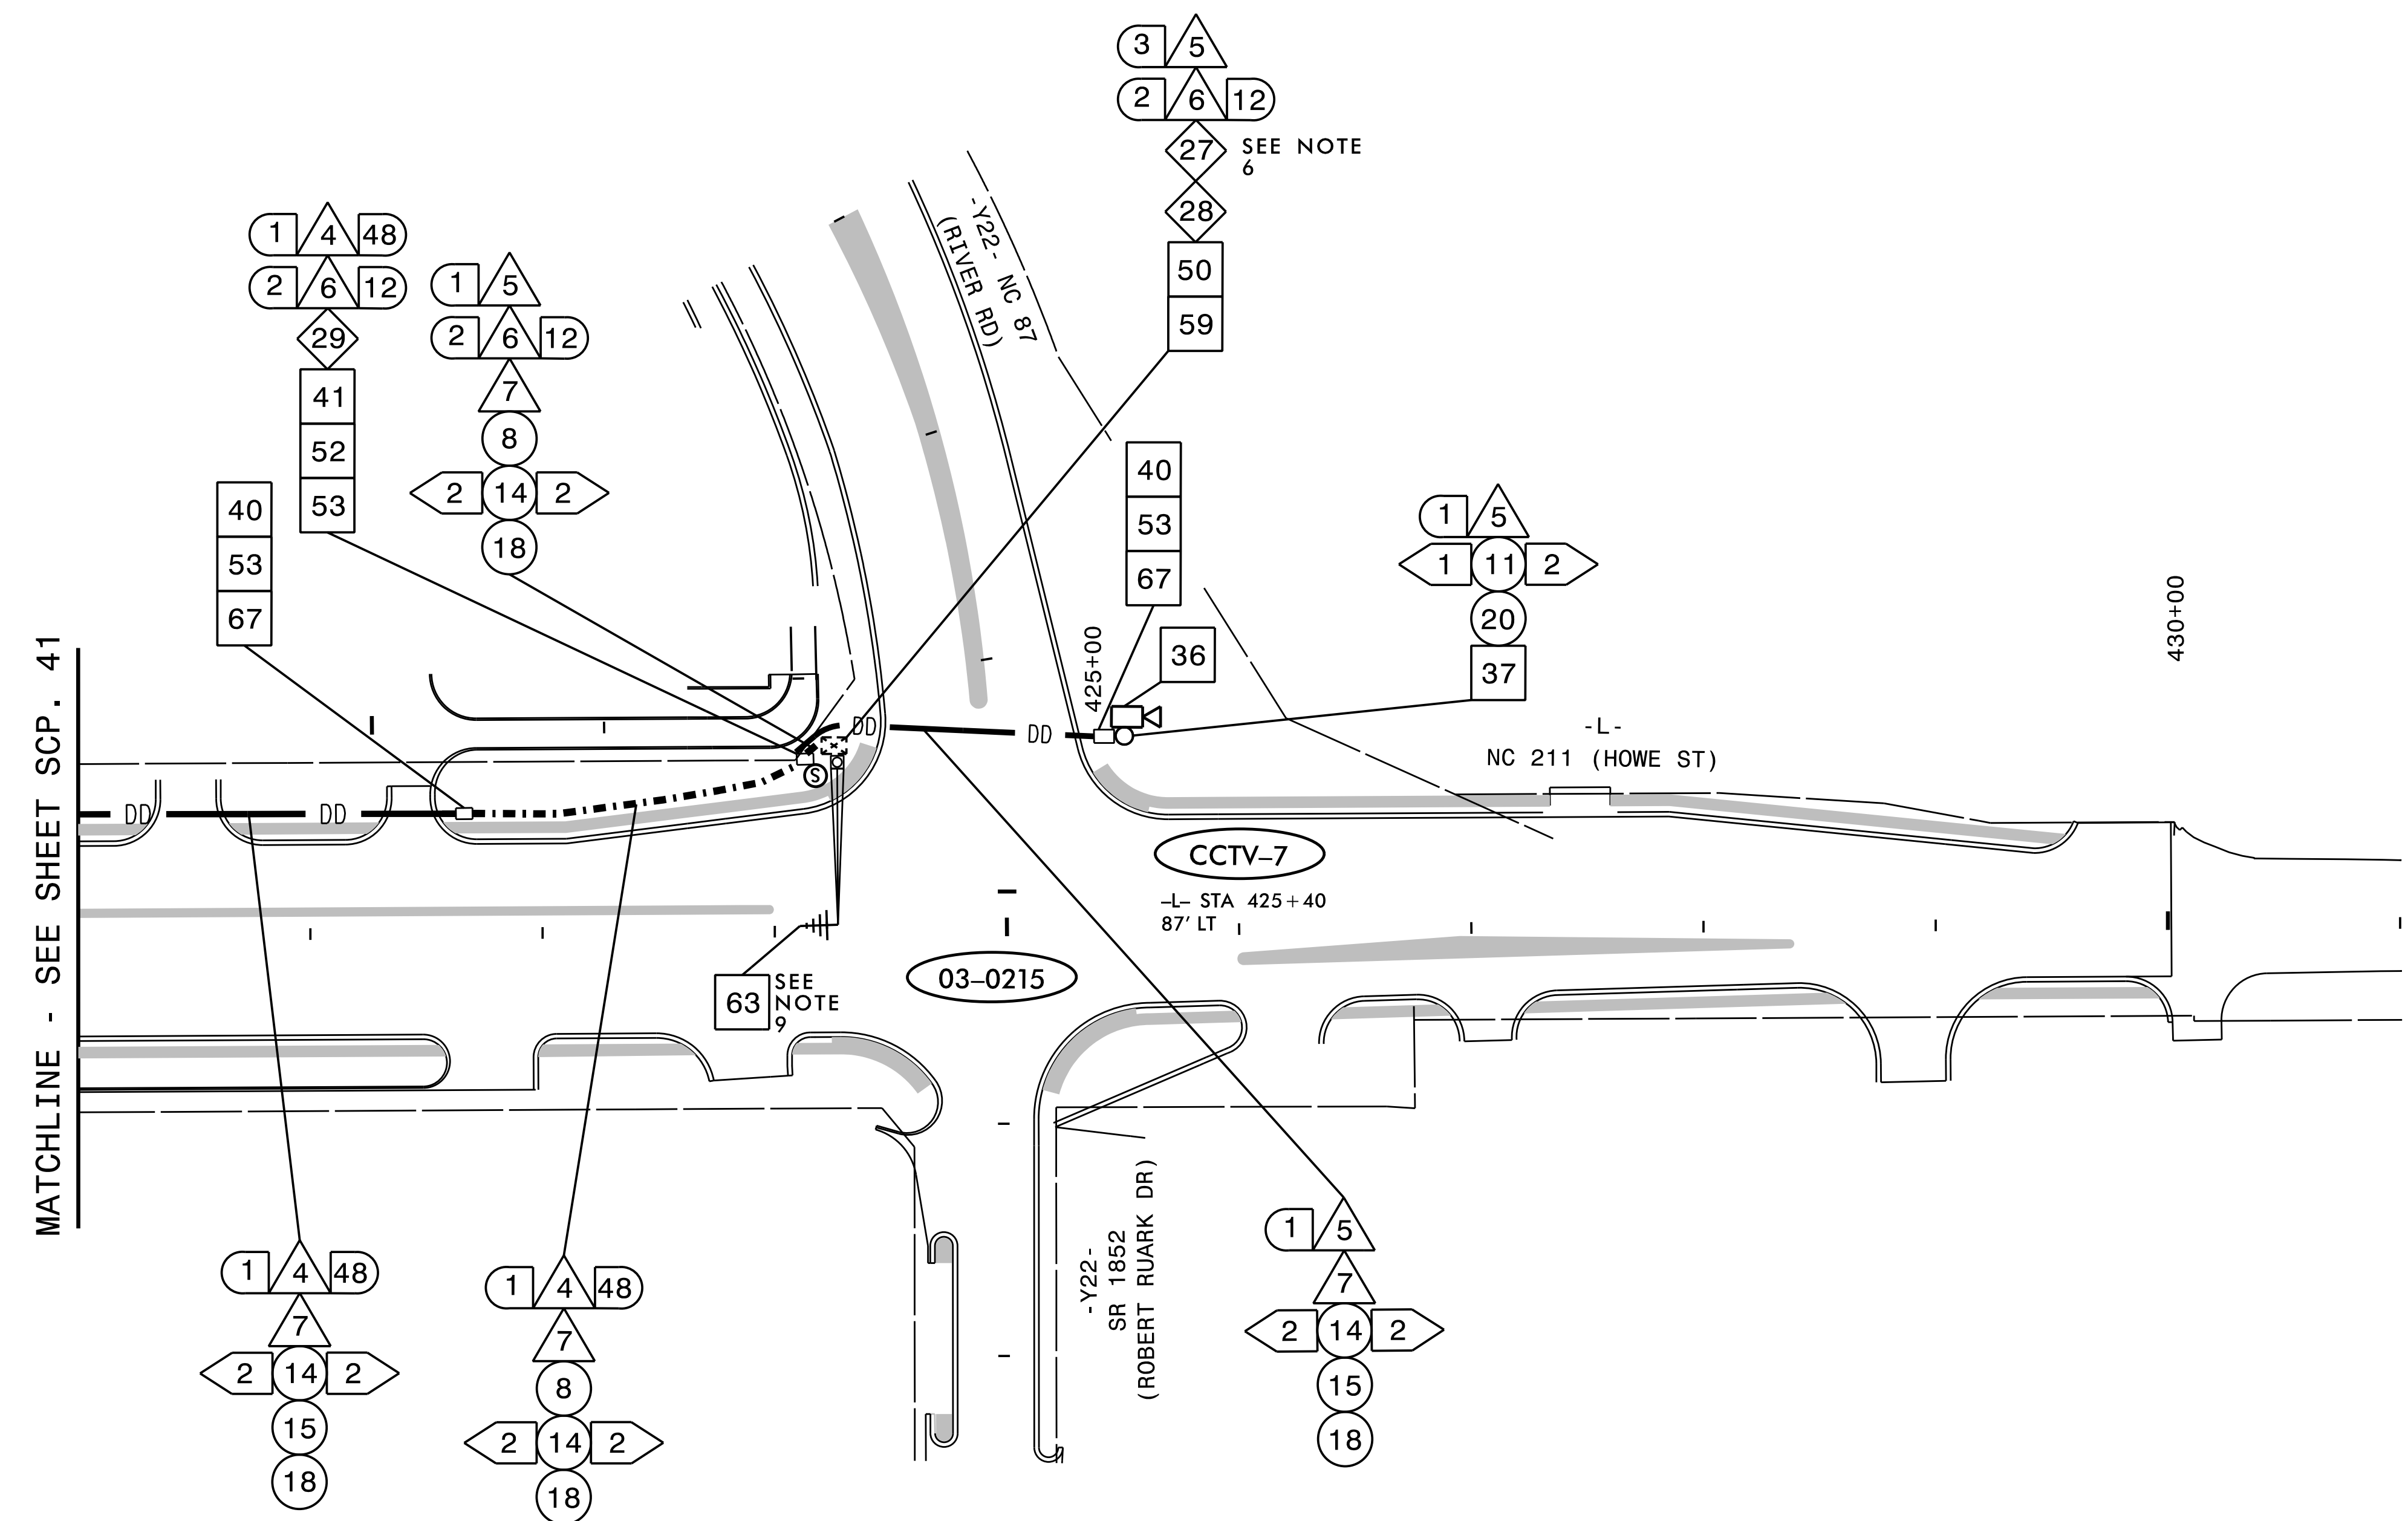 3 5
2 6 12
27 SEE NOTE
6
28
50
59
1 4 48
2 6 12
29
41
52
53
1 5
2 6 12
7
8
2 14 2
18
40
53
67
-Y22- NC 87
(RIVER RD)
40
53
67
36
425+00
1 5
1 11 2
20
37
430+00
-L-
NC 211 (HOWE ST)
MATCHLINE - SEE SHEET SCP. 41
DD
DD
DD
DD
S
CCTV-7
-L- STA 425+40
87' LT
03-0215
63 SEE
NOTE
9
-Y22-
SR 1852
(ROBERT RUARK DR)
1 4 48
7
2 14 2
15
18
1 4 48
7
8
2 14 2
18
1 5
7
2 14 2
15
18